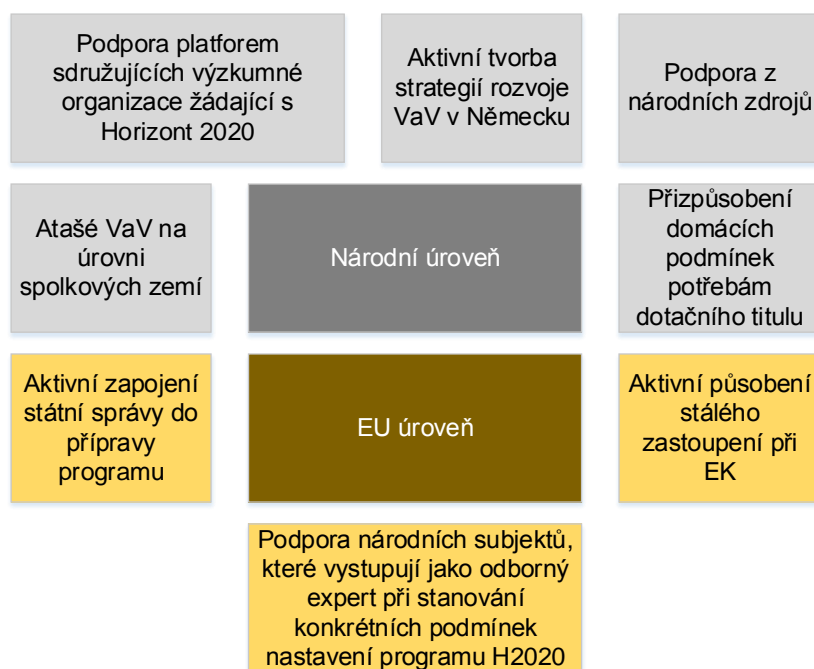 Podpora platforem
sdružujících výzkumné
organizace žádající s
Horizont 2020
Aktivní tvorba
strategií rozvoje
VaV v Německu
Podpora z
národních zdrojů
Atašé VaV na
úrovni
spolkových zemí
Národní úroveň
Přizpůsobení
domácích
podmínek
potřebám
dotačního titulu
Aktivní zapojení
státní správy do
přípravy
programu
EU úroveň
Aktivní působení
stálého
zastoupení při
EK
Podpora národních subjektů,
které vystupují jako odborný
expert při stanování
konkrétních podmínek
nastavení programu H2020